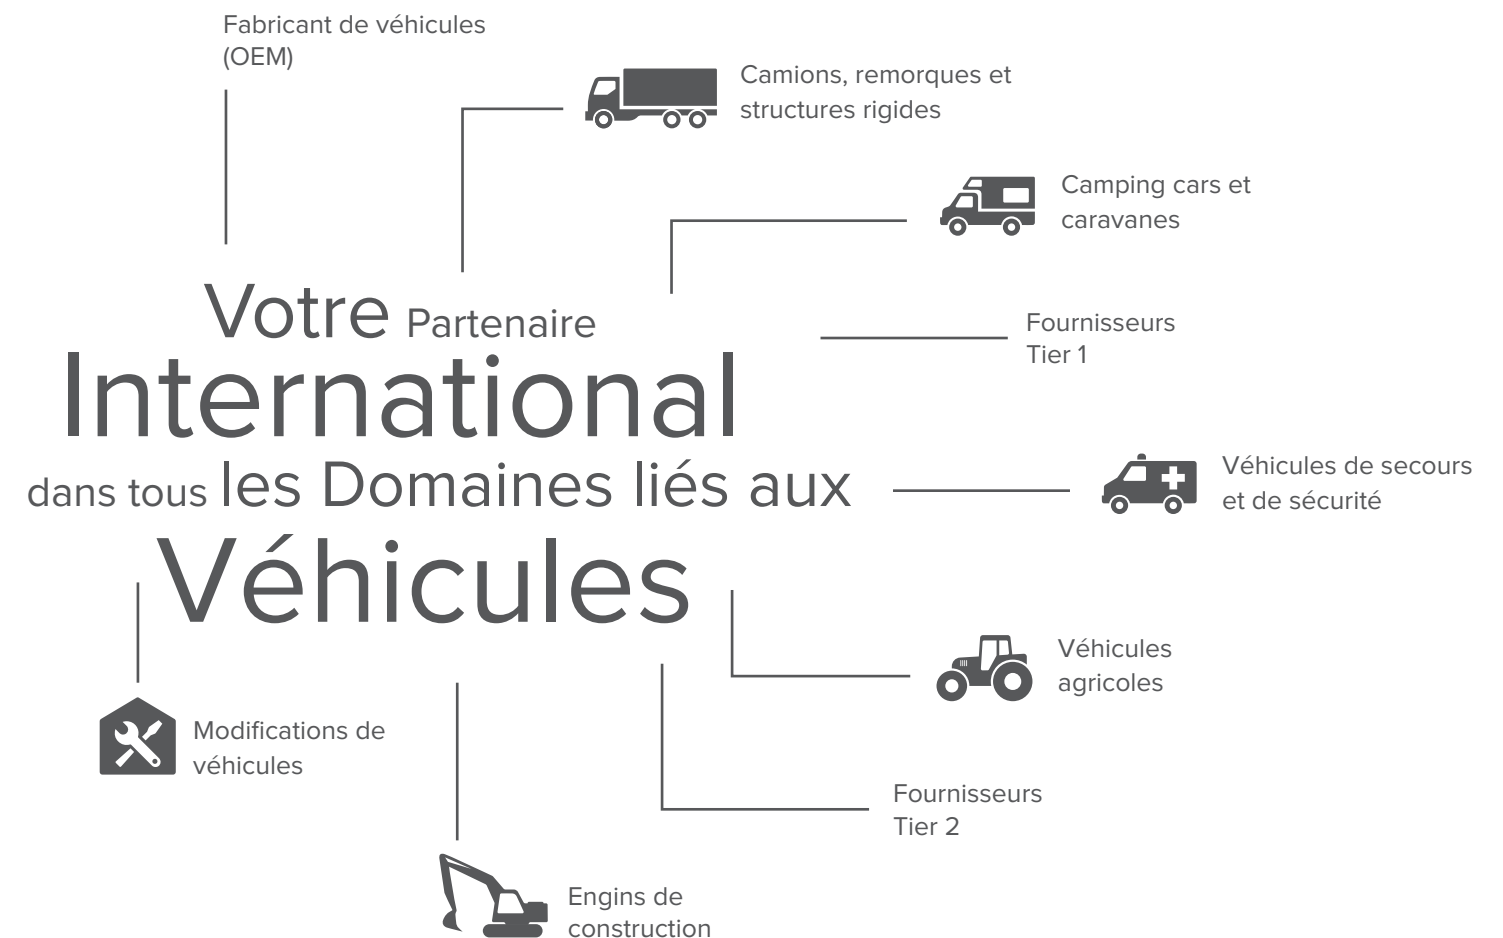 Fabricant de véhicules
(OEM)
Camions, remorques et
structures rigides
Camping cars et
caravanes
Votre Partenaire
International
dans tous les Domaines liés aux
Véhicules
Fournisseurs
Tier 1
Véhicules de secours
et de sécurité
Véhicules
agricoles
Modifications de
véhicules
Fournisseurs
Tier 2
Engins de
construction